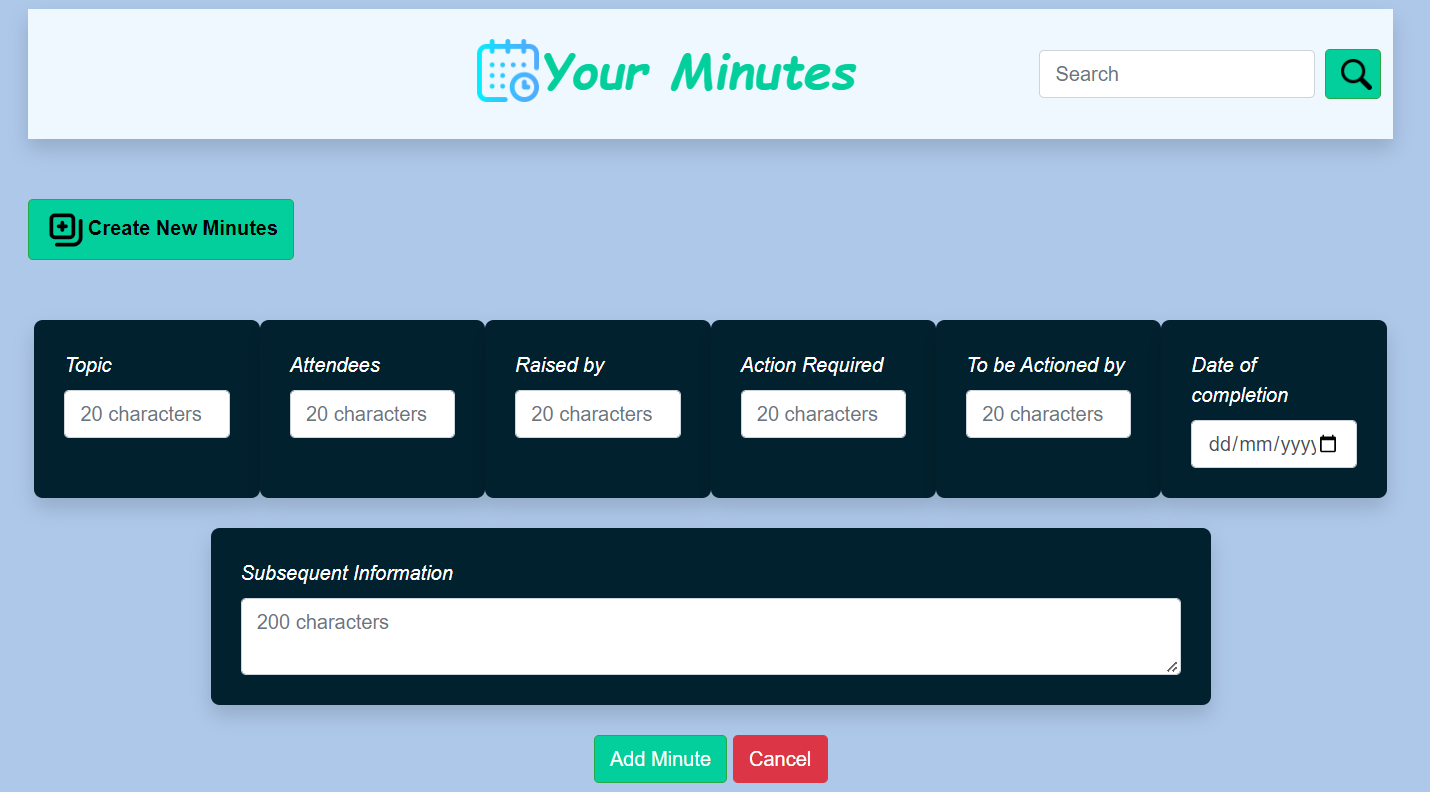 Your Minutes
Search
Create New Minutes
Topic
20 characters
Attendees
20 characters
Raised by
20 characters
Action Required
20 characters
To be Actioned by
20 characters
Date of
completion
dd/mm/yyyy
Subsequent Information
200 characters
Add Minute
Cancel